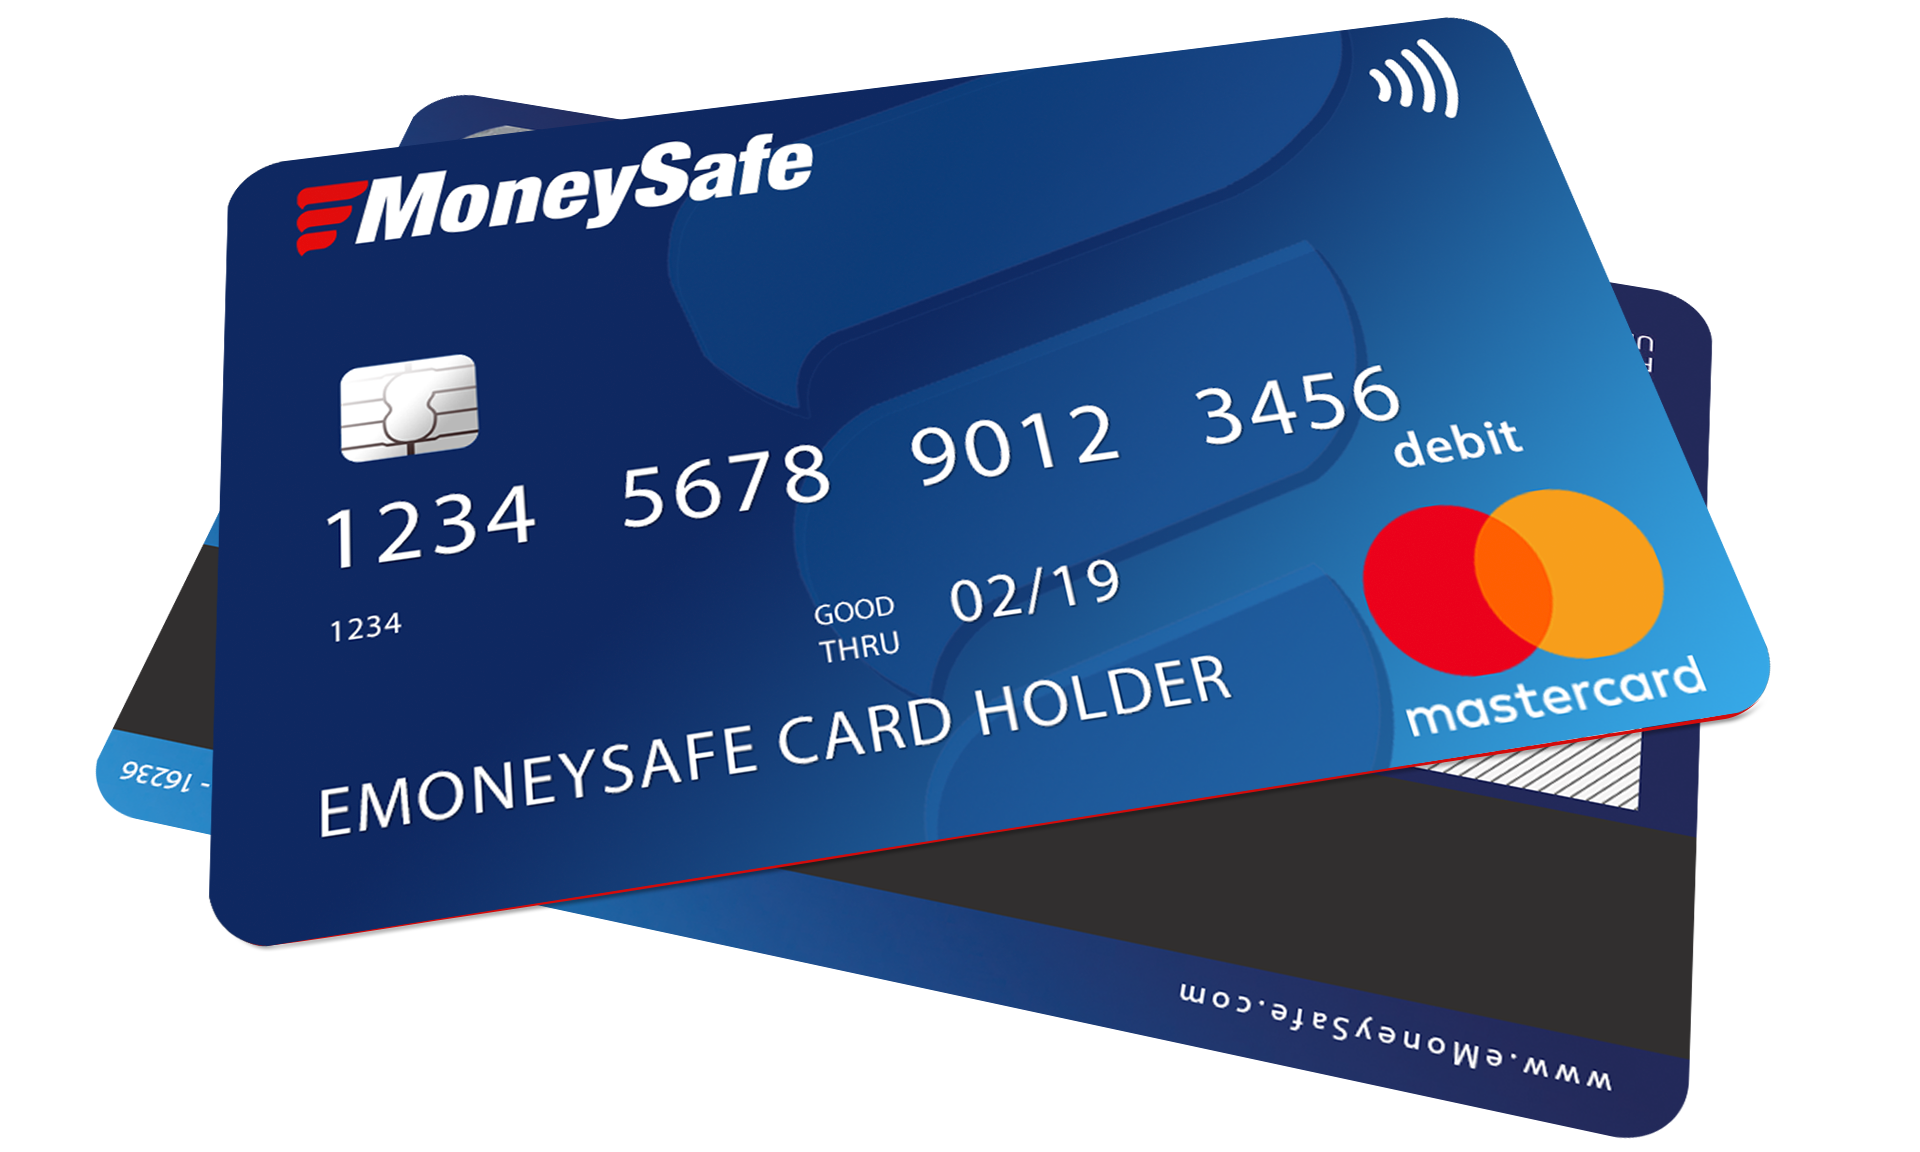 MoneySafe
1234 5678 9012 3456
debit
1234
GOOD
THRU
02/19
EMONEYSAFE CARD HOLDER
mastercard
- 16236
www.eMoneySafe.com